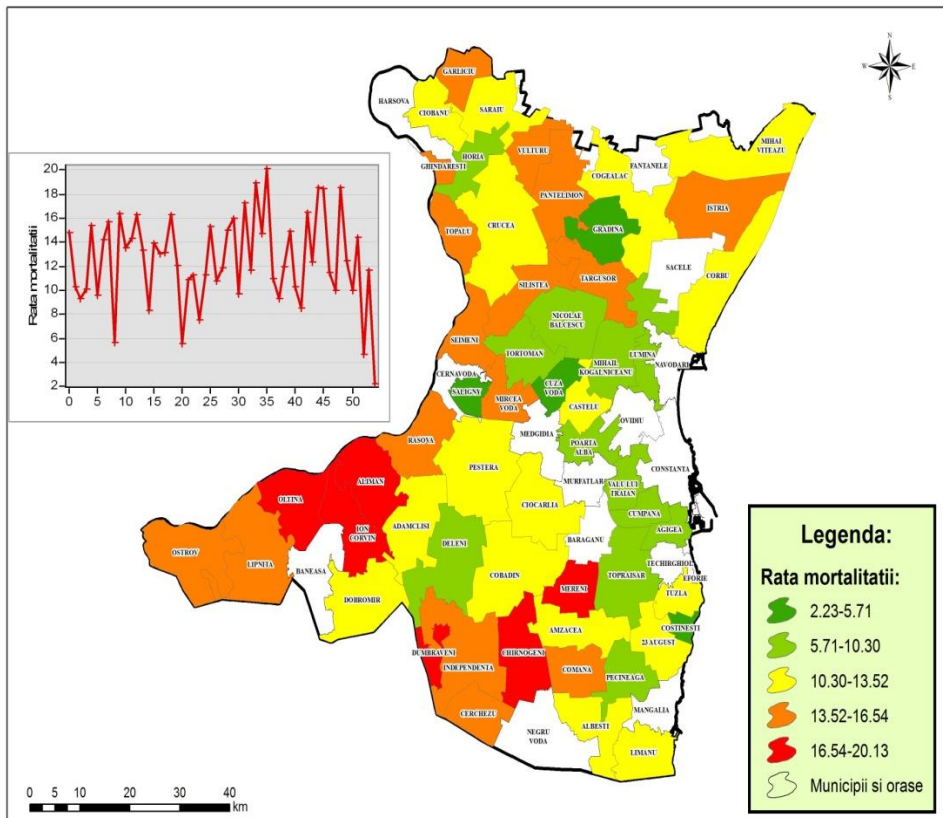 N
W
E
S
GARLICIU
HARSOVA
CIOBANU
SARAIU
MIHAI
VITEAZU
HORIA
VULTURU
GHINDARESTI
COGEALAC
FANTANELE
PANTELIMON
ISTRIA
TOPALU
CRUCEA
GRADINA
SACELE
TARGUSOR
CORBU
SILISTEA
NICOLAE
BALCESCU
SEIMENI
TORTOMAN
LUMINA
MIHAIL
KOGALNICEANU
NAVODARI
CERNAVODA
SALIGNY
CUZA
VODA
MIRCEA
VODA
CASTELU
OVIDIU
MEDGIDIA
RASOVA
POARTA
ALBA
PESTERA
CONSTANTA
MURFATLAR
VALU LUI
TRAIAN
ALIMAN
OLTINA
CIOCARLIA
CUMPANA
ION
CORVIN
ADAMCLISI
AGIGEA
BARAGANU
DELENI
OSTROV
LIPNITA
BANEASA
TECHIRGHIOL
COBADIN
TOPRAISAR
EFORIE
MERENI
TUZLA
DOBROMIR
COSTINESTI
AMZACEA
23 AUGUST
DUMBRAVENI
CHIRNOGENI
INDEPENDENTA
COMANA
PECINEAGA
CERCHEZU
MANGALIA
NEGRU
VODA
ALBESTI
LIMANU
Rata mortalitatii
20
18
16
14
12
10
8
6
4
2
0 5 10 15 20 25 30 35 40 45 50
Legenda:
Rata mortalitatii:
2.23-5.71
5.71-10.30
10.30-13.52
13.52-16.54
16.54-20.13
Municipii si orase
0 5 10 20 30 40
km